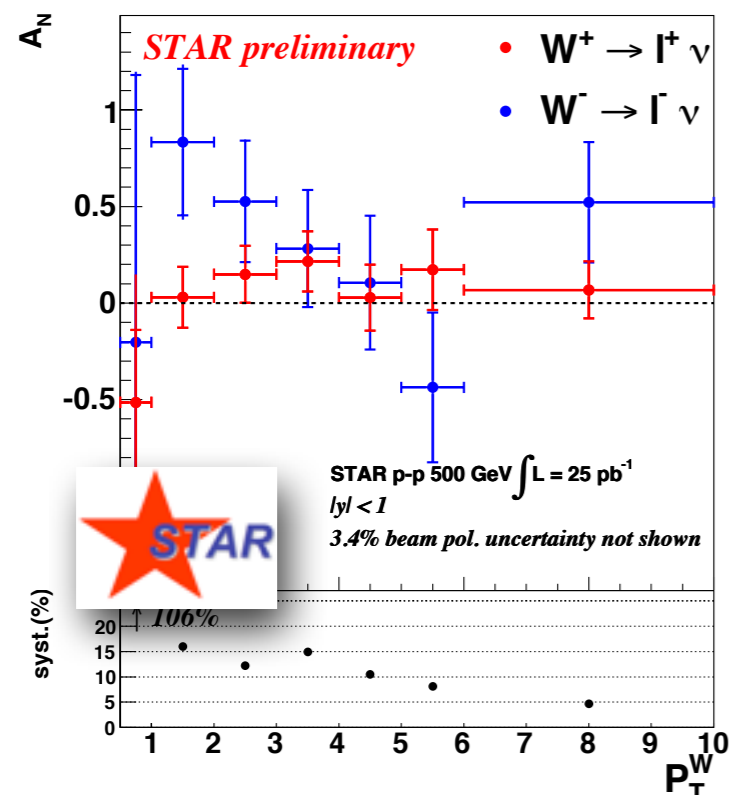 A_N
STAR preliminary
W⁺ → l⁺ ν
W⁻ → l⁻ ν
1
0.5
0
-0.5
STAR p-p 500 GeV ∫L = 25 pb⁻¹
|y| < 1
3.4% beam pol. uncertainty not shown
STAR
↑ 106%
syst.(%)
20
15
10
5
0
1 2 3 4 5 6 7 8 9 10
P_T^W